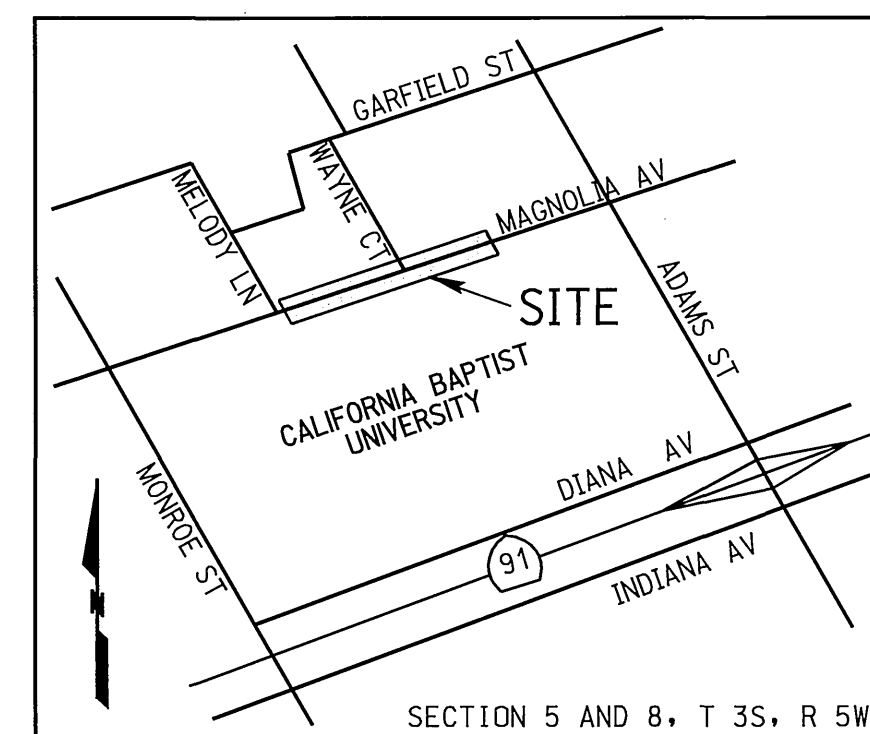 GARFIELD ST
MELODY LN
WAYNE CT
MAGNOLIA AV
SITE
ADAMS ST
CALIFORNIA BAPTIST
UNIVERSITY
MONROE ST
DIANA AV
91
INDIANA AV
N
SECTION 5 AND 8, T 3S, R 5W